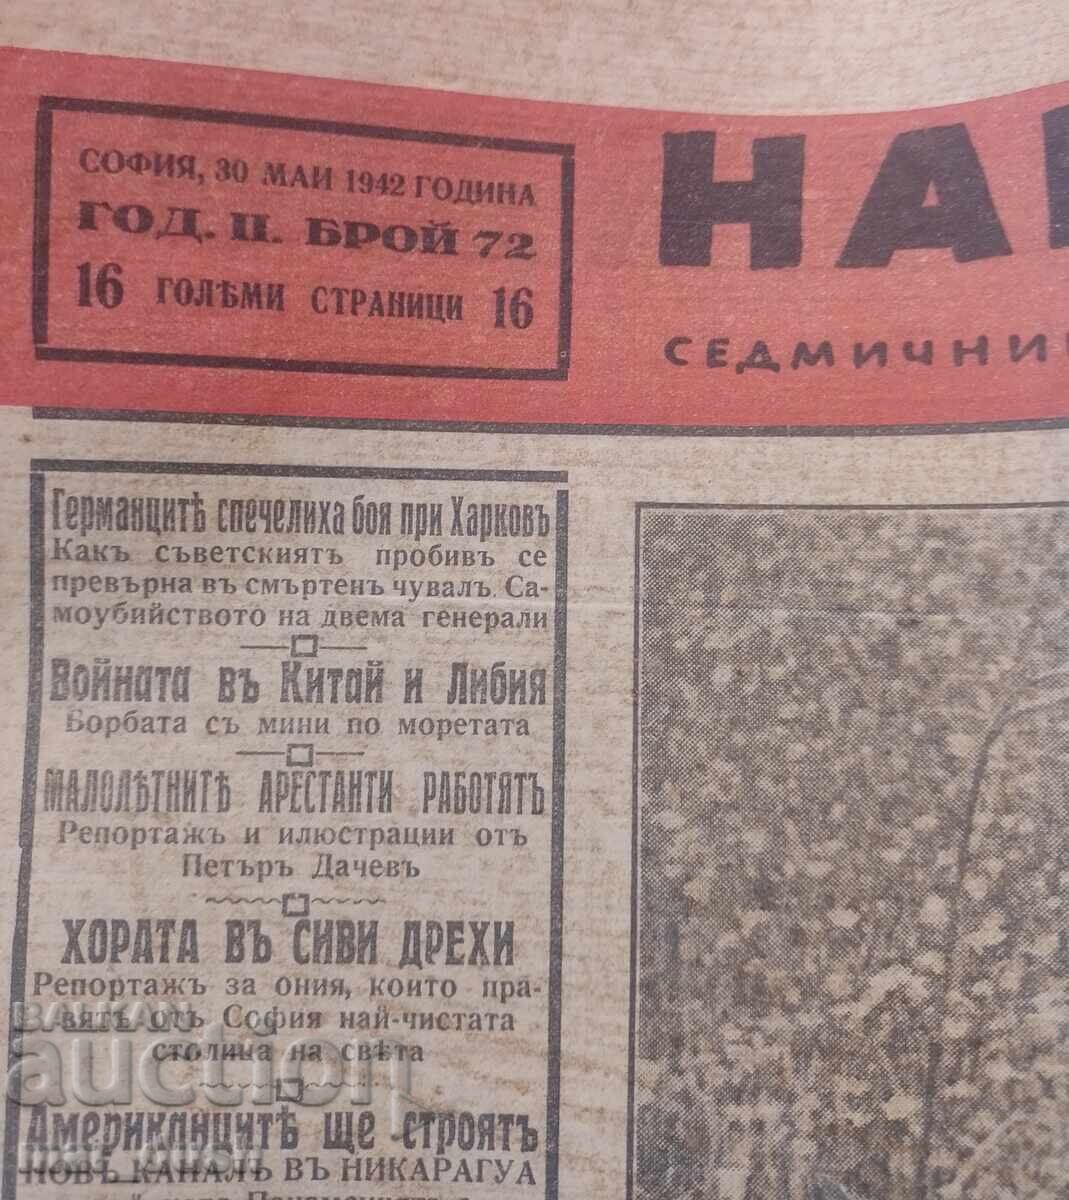 СОФИЯ, 30 МАИ 1942 ГОДИНА
ГОД. II. БРОЙ 72
16 ГОЛѢМИ СТРАНИЦИ 16
НА
СЕДМИЧНИ
Германцитѣ спечелиха боя при Харковъ
Какъ съветскиятъ пробивъ се
превърна въ смъртенъ чувалъ. Са-
моубийството на двема генерали
Войната въ Китай и Либия
Борбата съ мини по моретата
МАЛОЛѢТНИТѢ АРЕСТАНТИ РАБОТЯТЪ
Репортажъ и илюстрации отъ
Петъръ Дачевъ
ХОРАТА ВЪ СИВИ ДРЕХИ
Репортажъ за ония, които пра-
вятъ отъ София най-чистата
столица на свѣта
Американцитѣ ще строятъ
НОВЪ КАНАЛЪ ВЪ НИКАРАГУА
BALKAN
auction